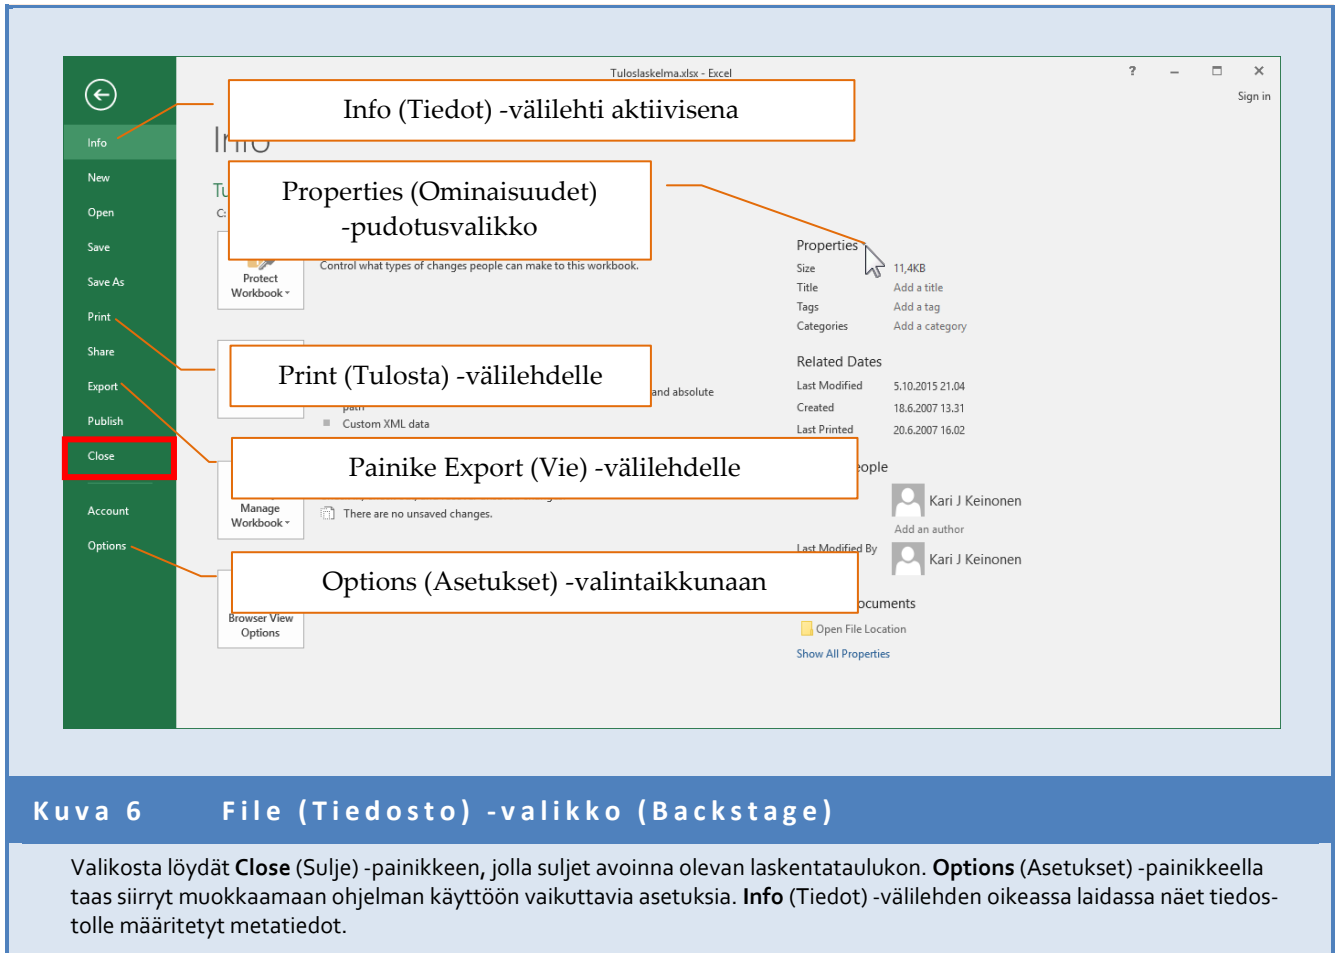 Tuloslaskelma.xlsx - Excel
? – □ ×
Sign in
Info (Tiedot) -välilehti aktiivisena
Info
Info
New
Open
Save
Save As
Print
Share
Export
Publish
Close
Account
Options
Properties (Ominaisuudet)
-pudotusvalikko
Control what types of changes people can make to this workbook.
Protect
Workbook
Print (Tulosta) -välilehdelle
and absolute
path
Custom XML data
Painike Export (Vie) -välilehdelle
Manage
Workbook
There are no unsaved changes.
Options (Asetukset) -valintaikkunaan
Browser View
Options
Properties
Size 11,4KB
Title Add a title
Tags Add a tag
Categories Add a category
Related Dates
Last Modified 5.10.2015 21.04
Created 18.6.2007 13.31
Last Printed 20.6.2007 16.02
Kari J Keinonen
Add an author
Last Modified By
Kari J Keinonen
Open File Location
Show All Properties
Kuva 6 File (Tiedosto) -valikko (Backstage)
Valikosta löydät Close (Sulje) -painikkeen, jolla suljet avoinna olevan laskentataulukon. Options (Asetukset) -painikkeella
taas siirryt muokkaamaan ohjelman käyttöön vaikuttavia asetuksia. Info (Tiedot) -välilehden oikeassa laidassa näet tiedos-
tolle määritetyt metatiedot.